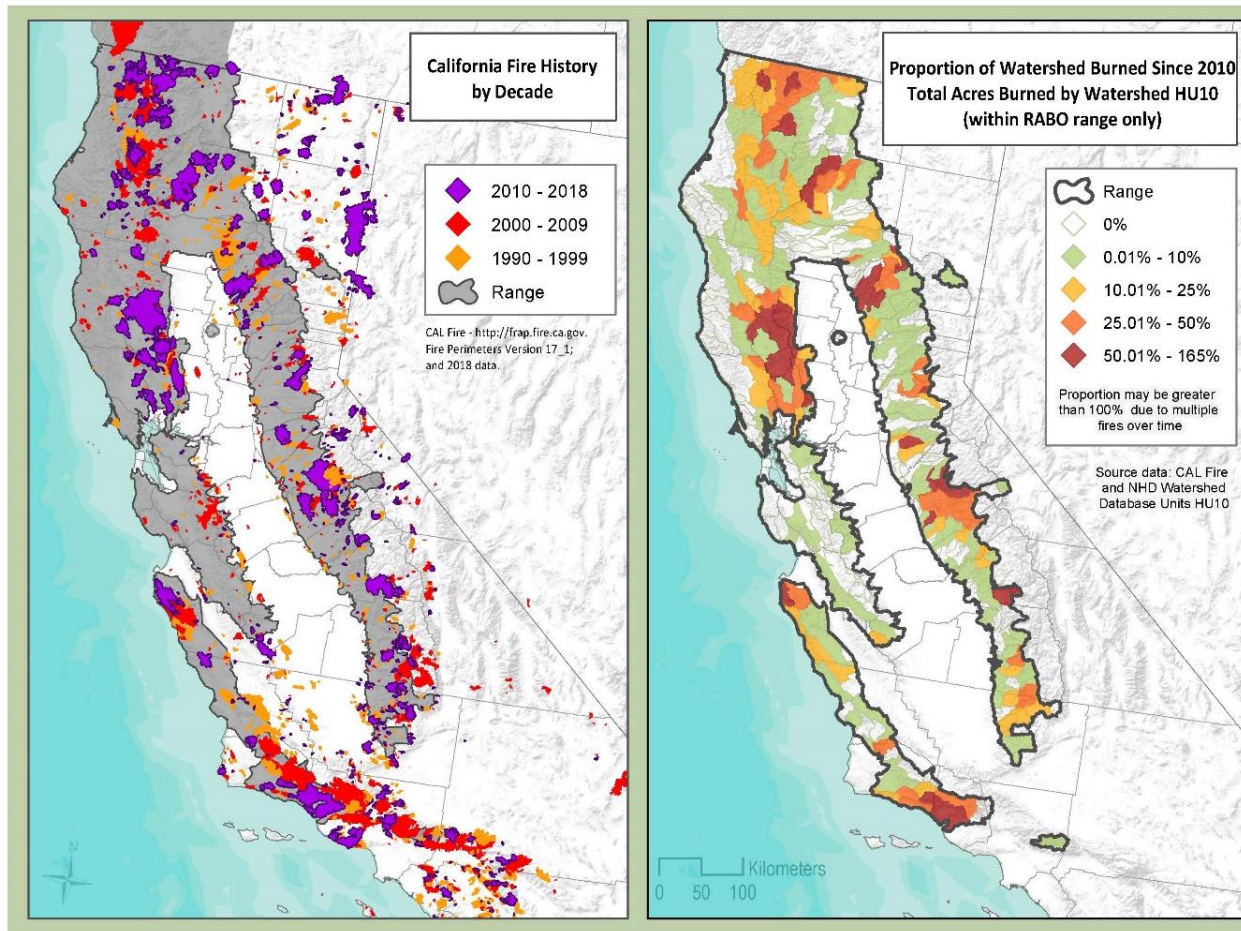 California Fire History
by Decade
2010 - 2018
2000 - 2009
1990 - 1999
Range
CAL Fire - http://frap.fire.ca.gov.
Fire Perimeters Version 17_1;
and 2018 data.
N
Proportion of Watershed Burned Since 2010
Total Acres Burned by Watershed HU10
(within RABO range only)
Range
0%
0.01% - 10%
10.01% - 25%
25.01% - 50%
50.01% - 165%
Proportion may be greater
than 100% due to multiple
fires over time
Source data: CAL Fire
and NHD Watershed
Database Units HU10
Kilometers
0 50 100